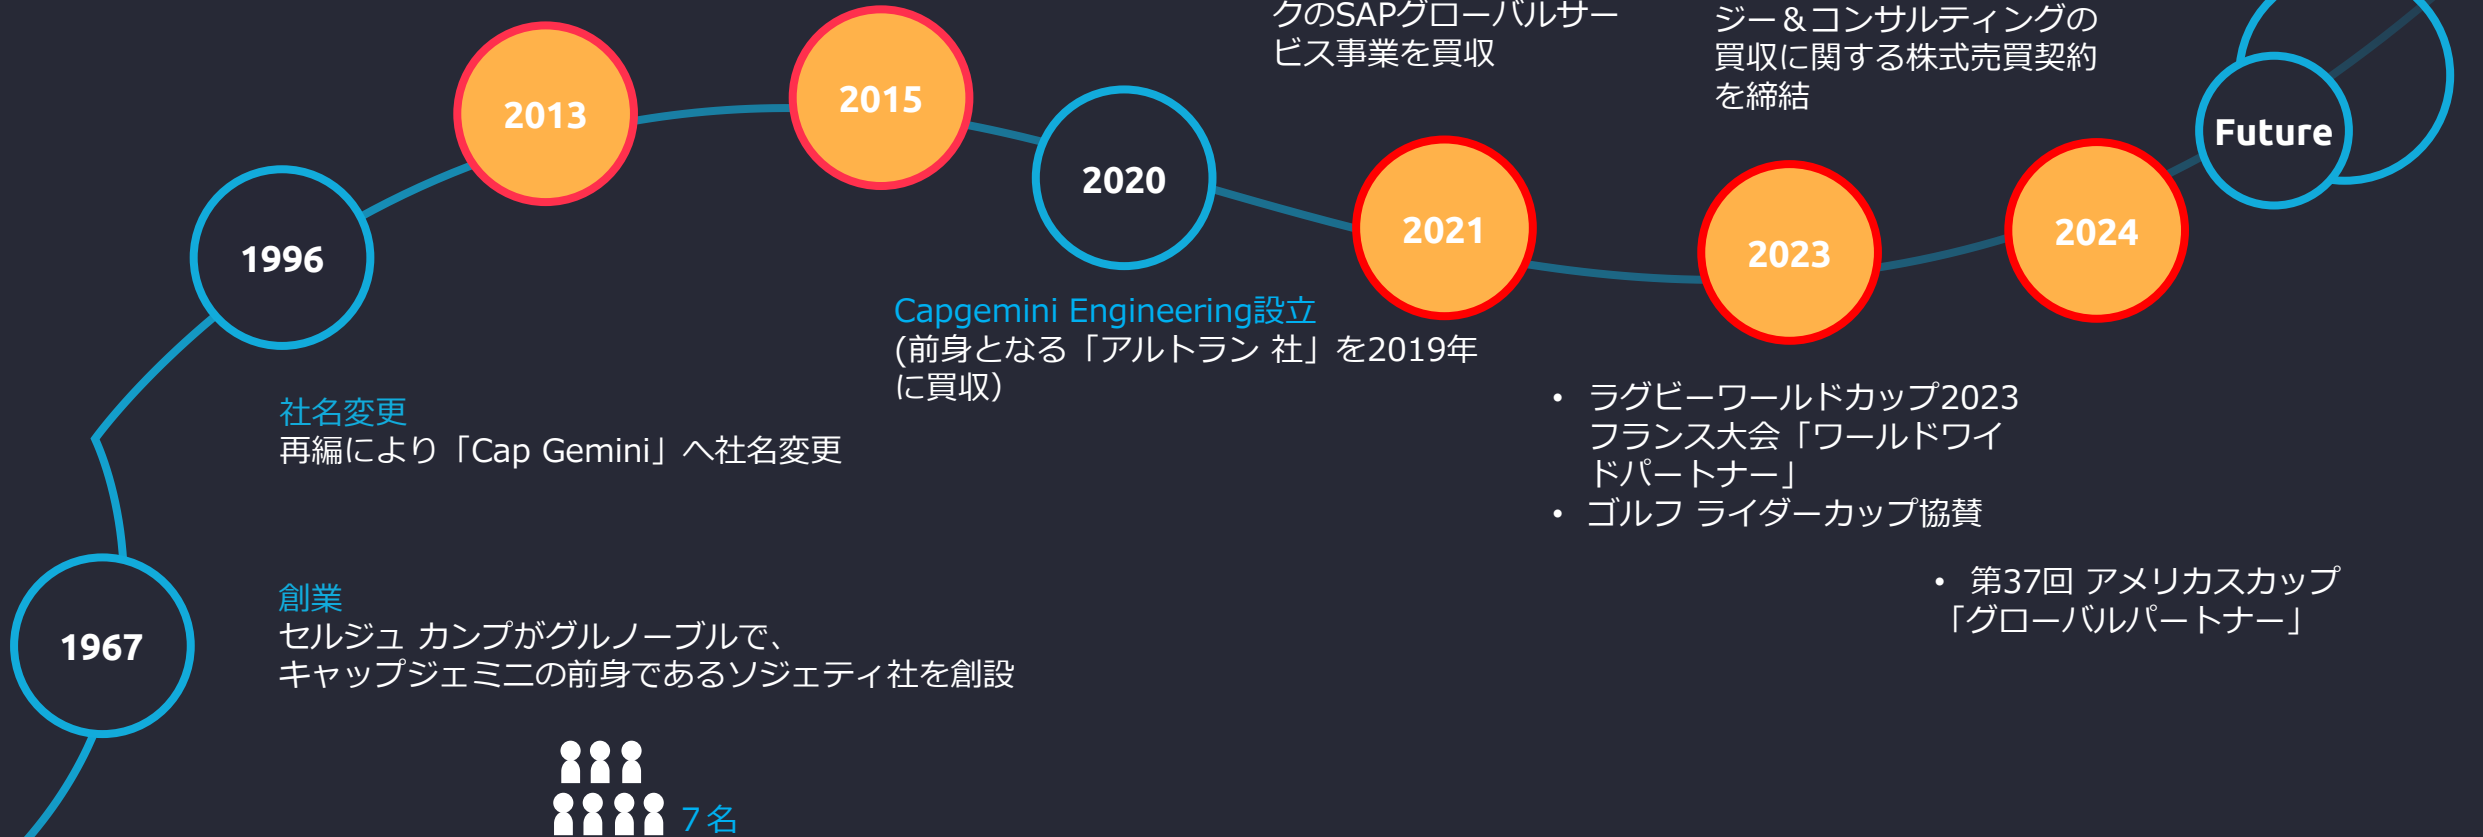 クのSAPグローバルサー
ビス事業を買収
ジー＆コンサルティングの
買収に関する株式売買契約
を締結
2013
2015
2020
2021
2023
2024
Future
1996
Capgemini Engineering設立
(前身となる「アルトラン 社」を2019年
に買収）
社名変更
再編により「Cap Gemini」へ社名変更
• ラグビーワールドカップ2023
フランス大会「ワールドワイ
ドパートナー」
• ゴルフ ライダーカップ協賛
• 第37回 アメリカスカップ
「グローバルパートナー」
1967
創業
セルジュ カンプがグルノーブルで、
キャップジェミニの前身であるソジェティ社を創設
７名